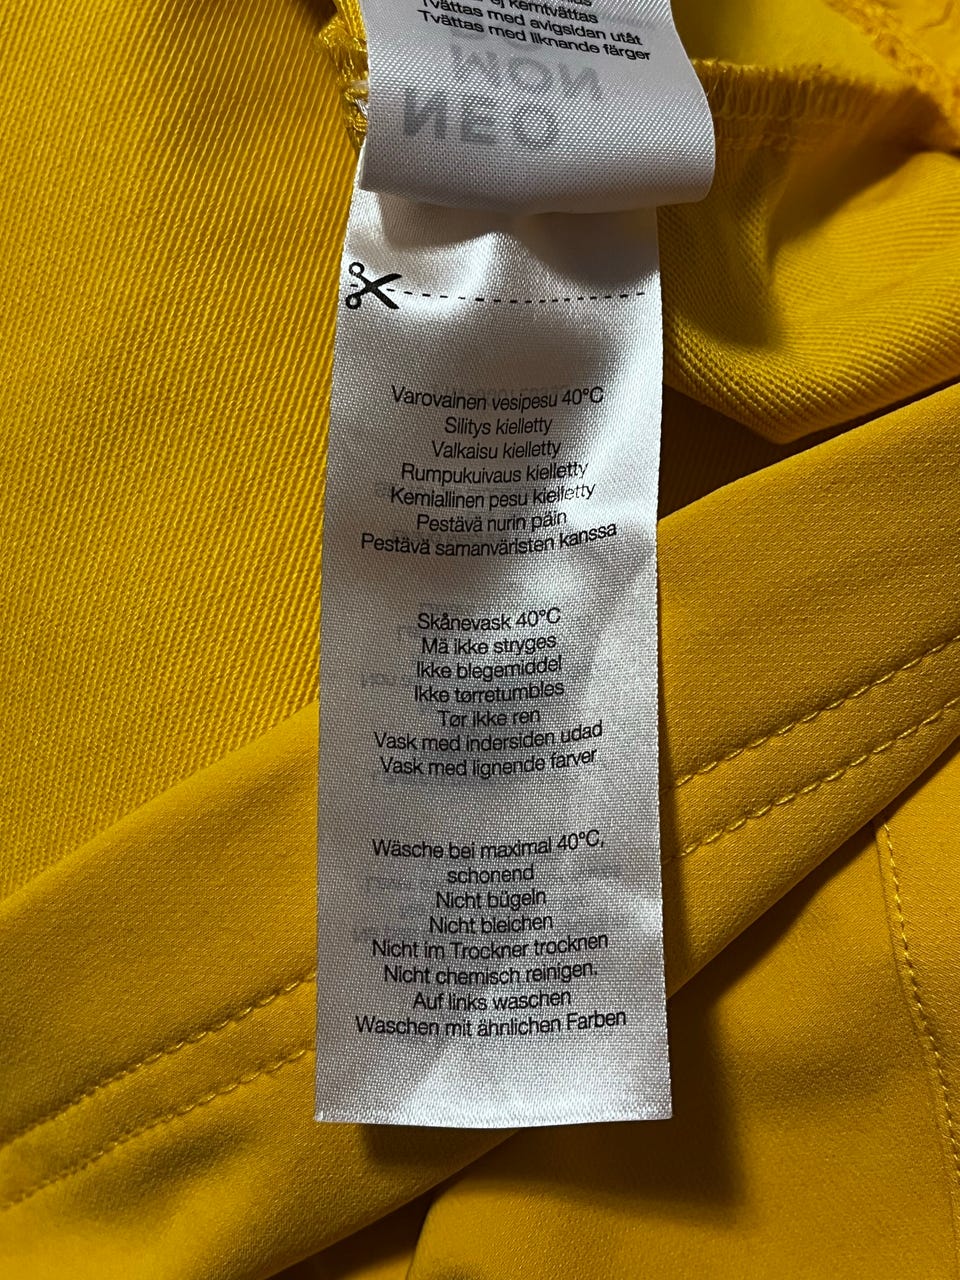 ej kemtvättas
Tvättas med avigsidan utåt
Tvättas med liknande färger
Varovainen vesipesu 40°C
Silitys kielletty
Valkaisu kielletty
Rumpukuivaus kielletty
Kemiallinen pesu kielletty
Pestävä nurin päin
Pestävä samanväristen kanssa
Skånevask 40°C
Mä ikke stryges
Ikke blegemiddel
Ikke tørretumbles
Tør ikke ren
Vask med indersiden udad
Vask med lignende farver
Wäsche bei maximal 40°C,
schonend
Nicht bügeln
Nicht bleichen
Nicht im Trockner trocknen
Nicht chemisch reinigen.
Auf links waschen
Waschen mit ähnlichen Farben